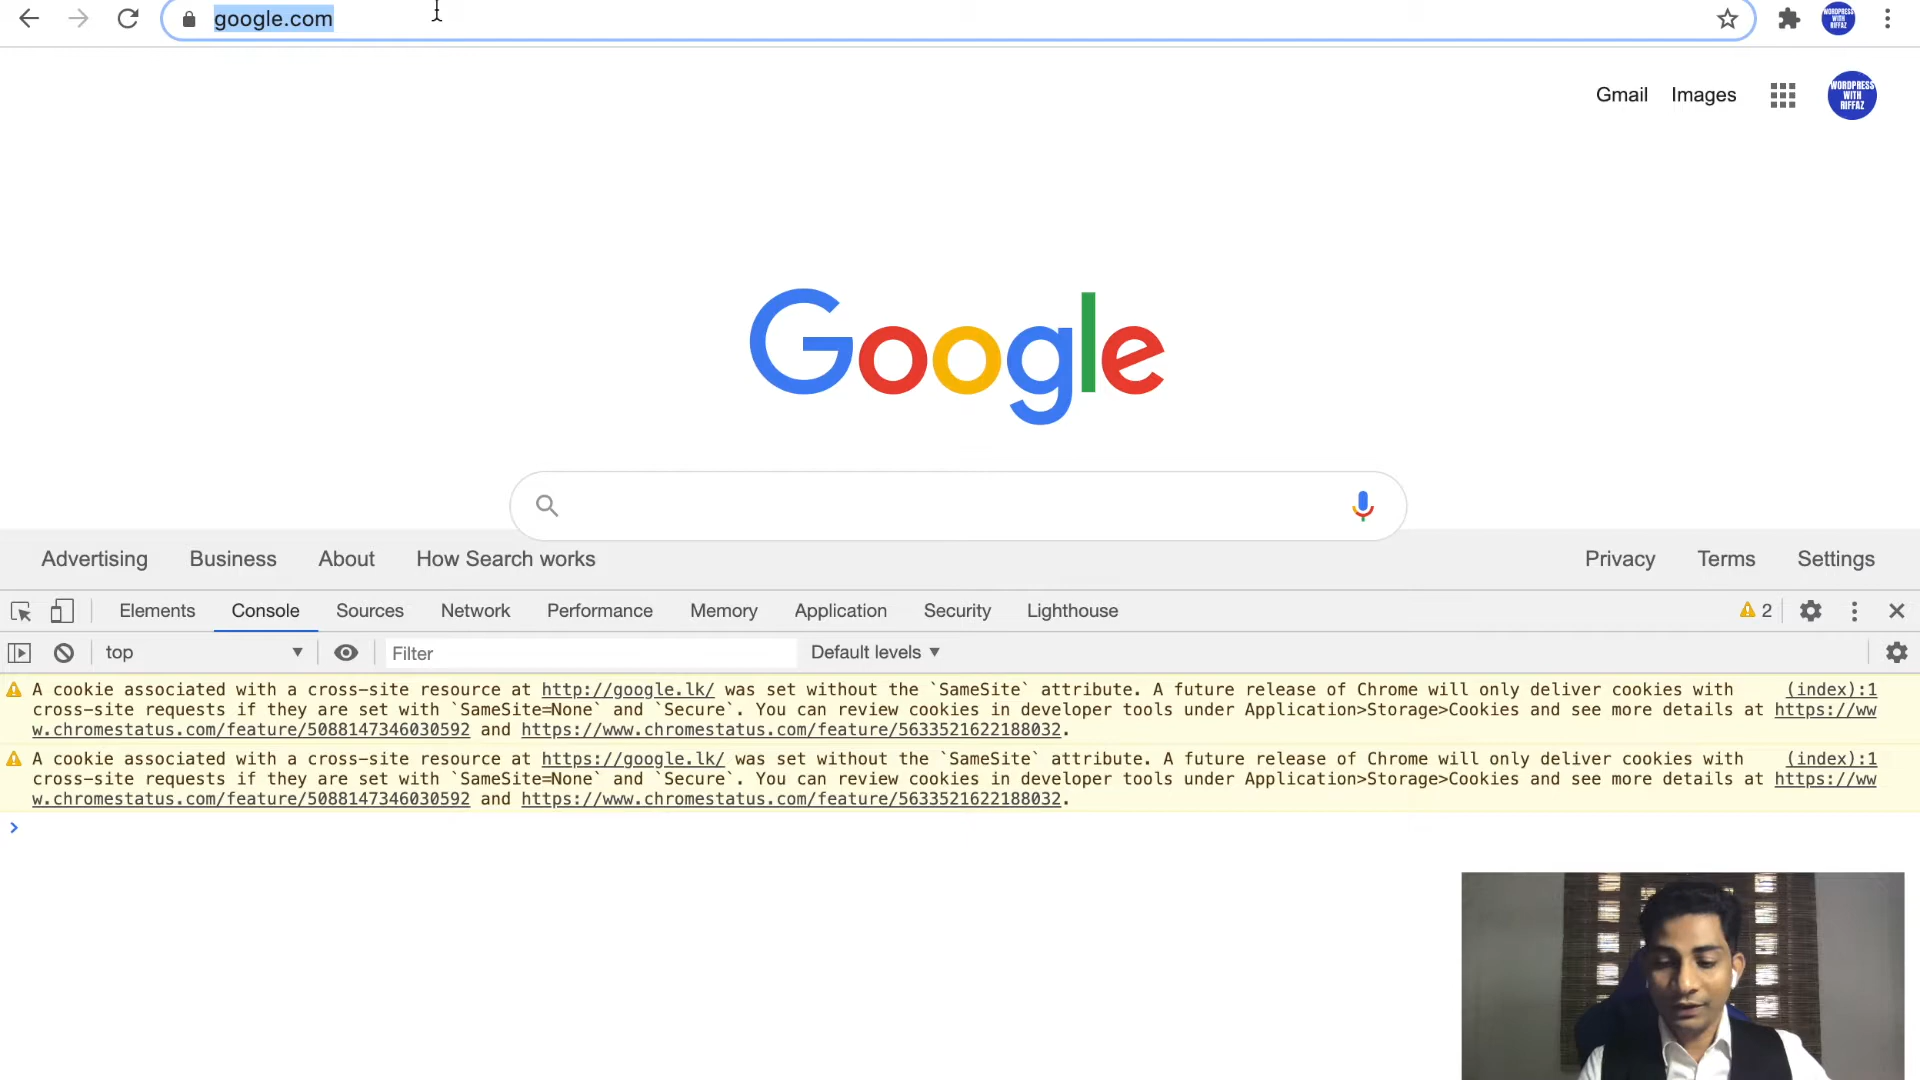 google.com
WORDPRESS
WITH
RIFFAZ
Gmail Images
WORDPRESS
WITH
RIFFAZ
Google
Advertising Business About How Search works Privacy Terms Settings
Elements Console Sources Network Performance Memory Application Security Lighthouse 2
top Filter Default levels
A cookie associated with a cross-site resource at http://google.lk/ was set without the `SameSite` attribute. A future release of Chrome will only deliver cookies with (index):1
cross-site requests if they are set with `SameSite=None` and `Secure`. You can review cookies in developer tools under Application>Storage>Cookies and see more details at https://ww
w.chromestatus.com/feature/5088147346030592 and https://www.chromestatus.com/feature/5633521622188032.
A cookie associated with a cross-site resource at https://google.lk/ was set without the `SameSite` attribute. A future release of Chrome will only deliver cookies with (index):1
cross-site requests if they are set with `SameSite=None` and `Secure`. You can review cookies in developer tools under Application>Storage>Cookies and see more details at https://ww
w.chromestatus.com/feature/5088147346030592 and https://www.chromestatus.com/feature/5633521622188032.